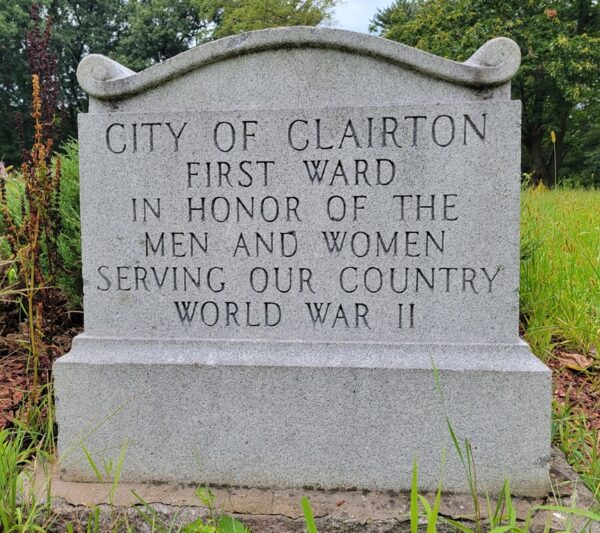 CITY OF CLAIRTON
FIRST WARD
IN HONOR OF THE
MEN AND WOMEN
SERVING OUR COUNTRY
WORLD WAR II